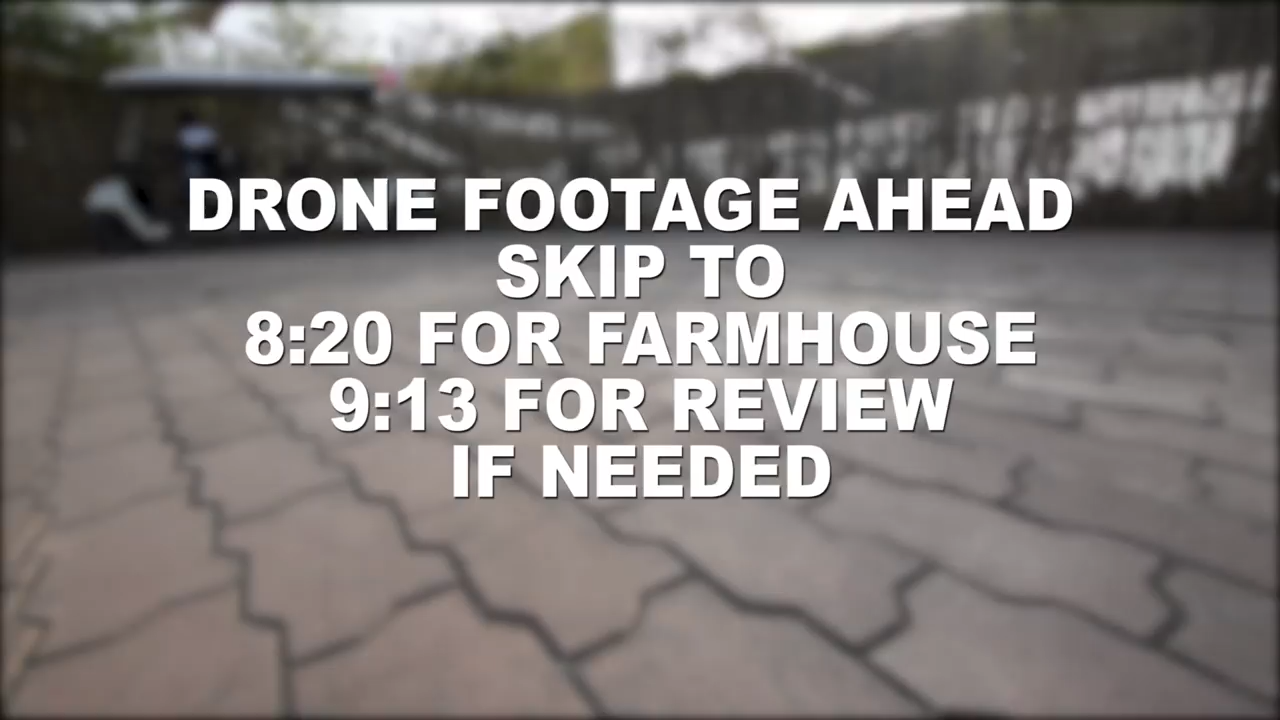 DRONE FOOTAGE AHEAD
SKIP TO
8:20 FOR FARMHOUSE
9:13 FOR REVIEW
IF NEEDED